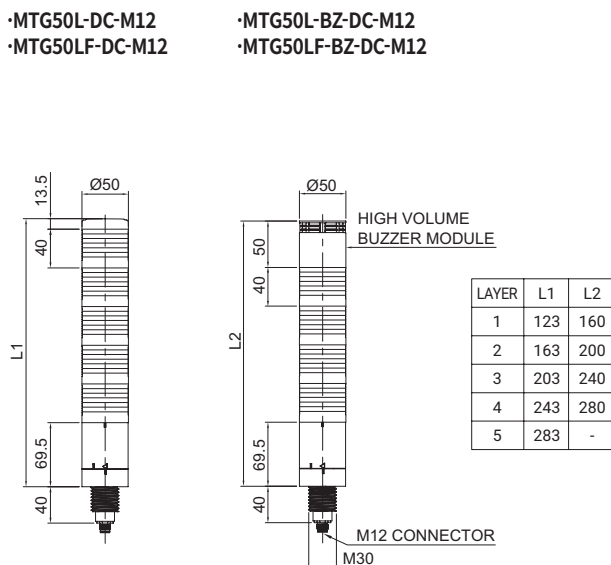 ·MTG50L-DC-M12
·MTG50LF-DC-M12
·MTG50L-BZ-DC-M12
·MTG50LF-BZ-DC-M12
Ø50
13.5
40
L1
69.5
40
Ø50
HIGH VOLUME
BUZZER MODULE
50
40
L2
69.5
40
M12 CONNECTOR
M30
LAYER L1 L2
1 123 160
2 163 200
3 203 240
4 243 280
5 283 -